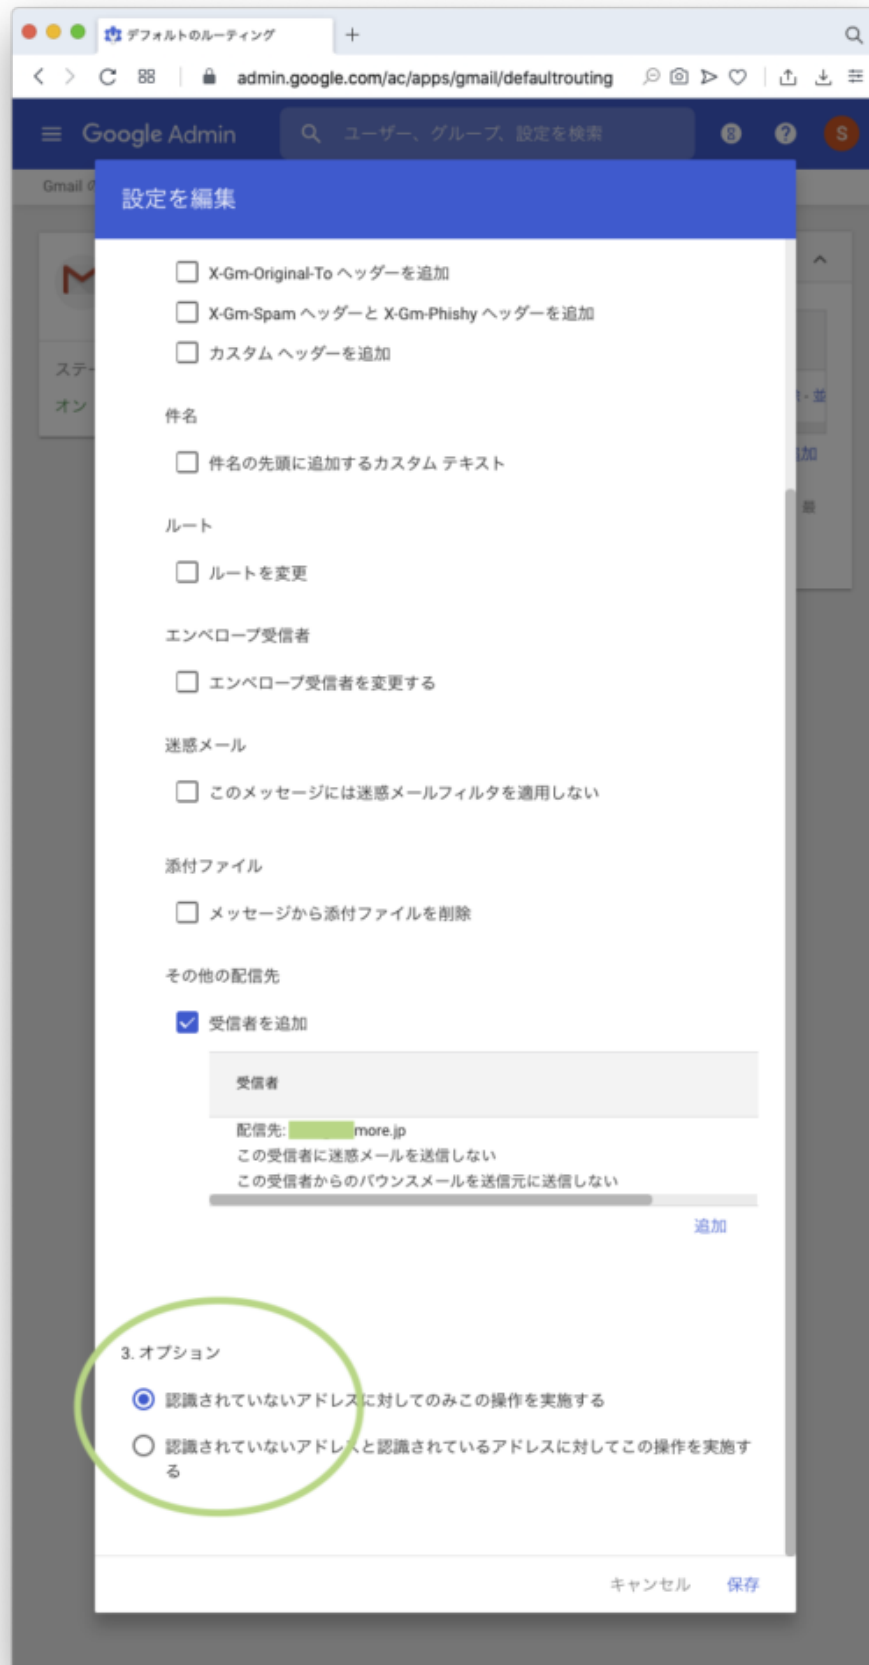 デフォルトのルーティング
admin.google.com/ac/apps/gmail/defaultrouting
Google Admin
ユーザー、グループ、設定を検索
S
Gmail の
設定を編集
X-Gm-Original-To ヘッダーを追加
X-Gm-Spam ヘッダーと X-Gm-Phishy ヘッダーを追加
カスタム ヘッダーを追加
ステー
オン
件名
件名の先頭に追加するカスタム テキスト
ルート
ルートを変更
エンベロープ受信者
エンベロープ受信者を変更する
迷惑メール
このメッセージには迷惑メールフィルタを適用しない
添付ファイル
メッセージから添付ファイルを削除
その他の配信先
受信者を追加
受信者
配信先: more.jp
この受信者に迷惑メールを送信しない
この受信者からのバウンスメールを送信元に送信しない
追加
3. オプション
認識されていないアドレスに対してのみこの操作を実施する
認識されていないアドレスと認識されているアドレスに対してこの操作を実施す
る
キャンセル 保存